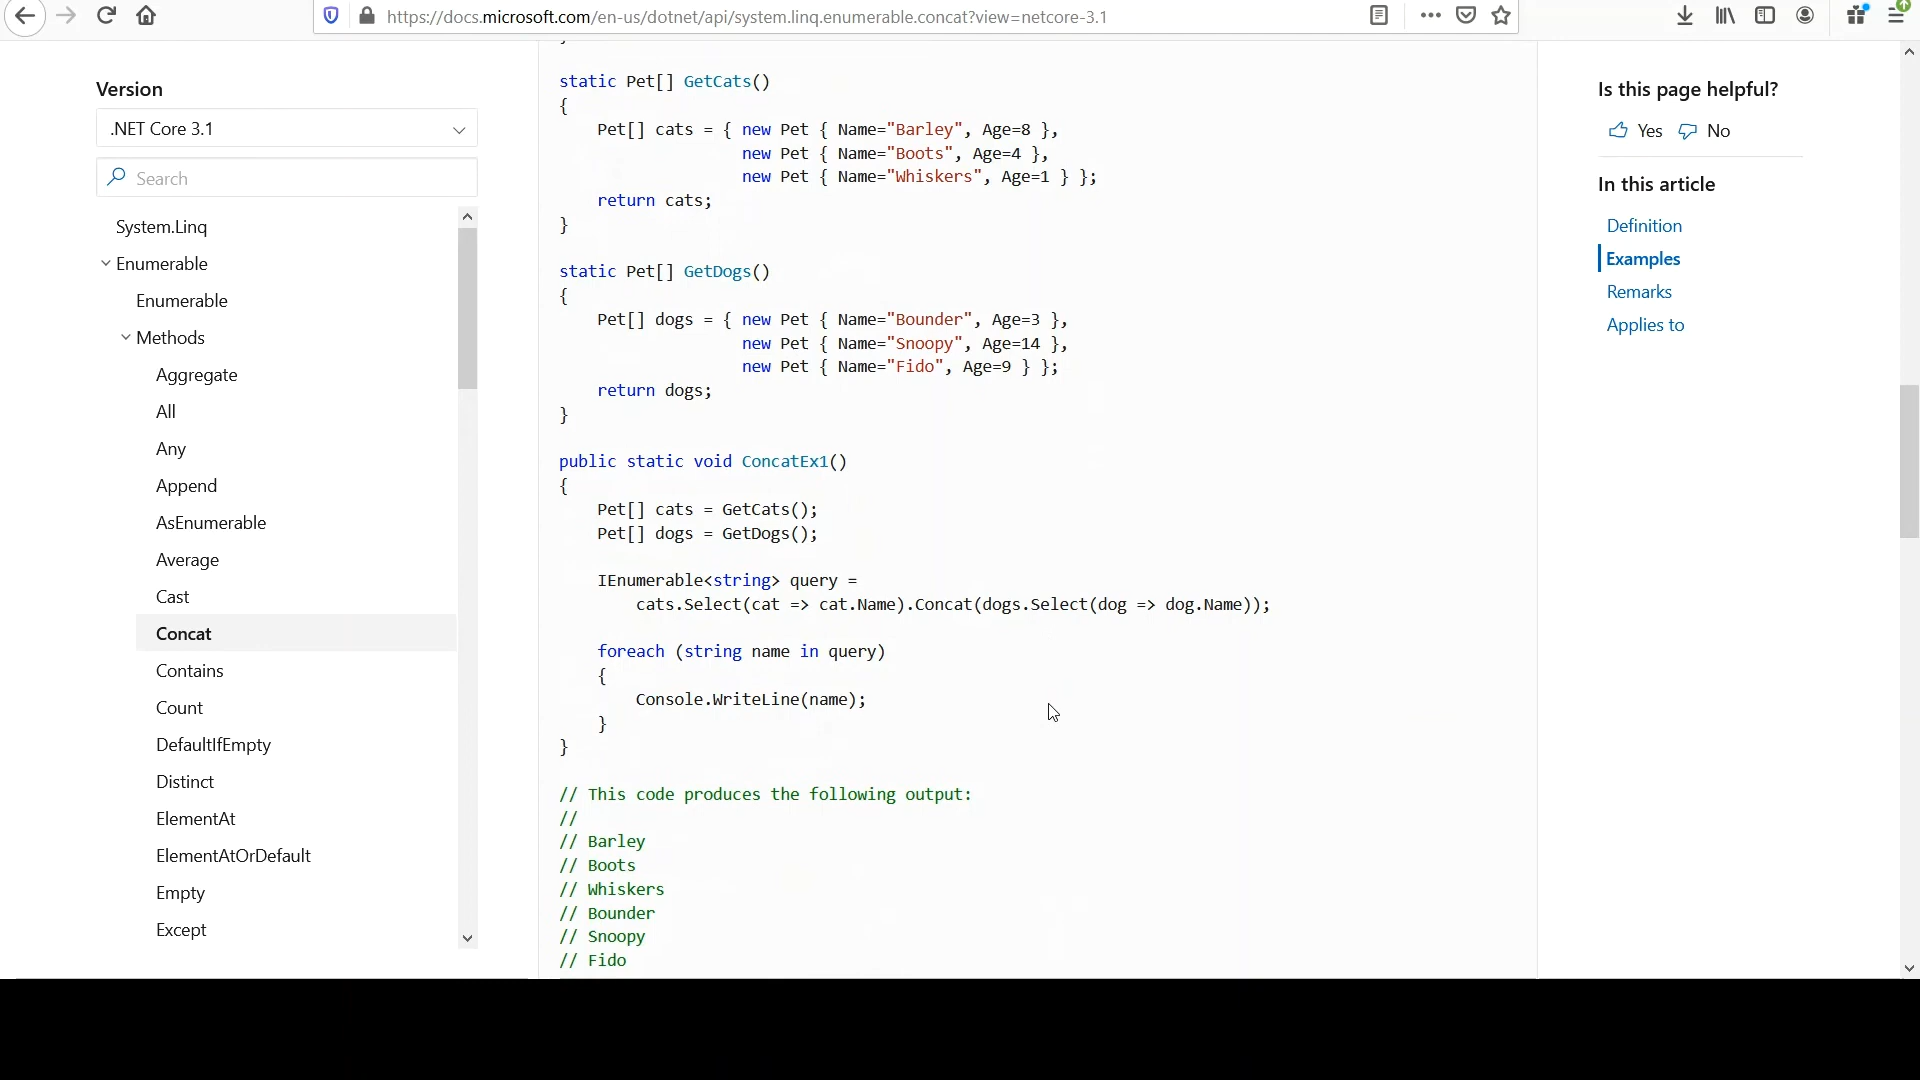 https://docs.microsoft.com/en-us/dotnet/api/system.linq.enumerable.concat?view=netcore-3.1
Version
.NET Core 3.1
Search
System.Linq
Enumerable
Enumerable
Methods
Aggregate
All
Any
Append
AsEnumerable
Average
Cast
Concat
Contains
Count
DefaultIfEmpty
Distinct
ElementAt
ElementAtOrDefault
Empty
Except
}
static Pet[] GetCats()
{
    Pet[] cats = { new Pet { Name="Barley", Age=8 },
                   new Pet { Name="Boots", Age=4 },
                   new Pet { Name="Whiskers", Age=1 } };
    return cats;
}
static Pet[] GetDogs()
{
    Pet[] dogs = { new Pet { Name="Bounder", Age=3 },
                   new Pet { Name="Snoopy", Age=14 },
                   new Pet { Name="Fido", Age=9 } };
    return dogs;
}
public static void ConcatEx1()
{
    Pet[] cats = GetCats();
    Pet[] dogs = GetDogs();
    IEnumerable<string> query =
        cats.Select(cat => cat.Name).Concat(dogs.Select(dog => dog.Name));
    foreach (string name in query)
    {
        Console.WriteLine(name);
    }
}
// This code produces the following output:
//
// Barley
// Boots
// Whiskers
// Bounder
// Snoopy
// Fido
Is this page helpful?
Yes No
In this article
Definition
Examples
Remarks
Applies to